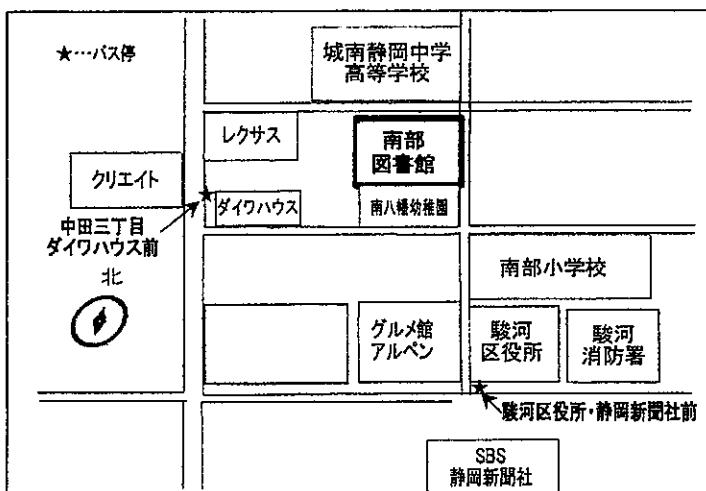 ★…バス停
城南静岡中学
高等学校
レクサス
南部
図書館
クリエイト
ダイワハウス
南八幡幼稚園
中田三丁目
ダイワハウス前
北
南部小学校
グルメ館
アルペン
駿河
区役所
駿河
消防署
駿河区役所・静岡新聞社前
SBS
静岡新聞社